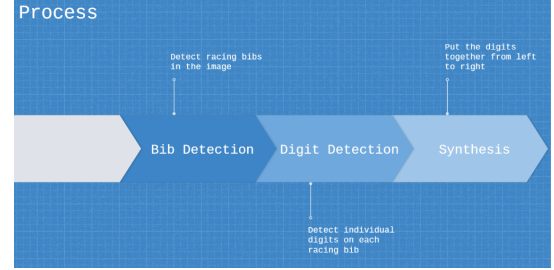 Process
Detect racing bibs
in the image
Put the digits
together from left
to right
Bib Detection
Digit Detection
Synthesis
Detect individual
digits on each
racing bib